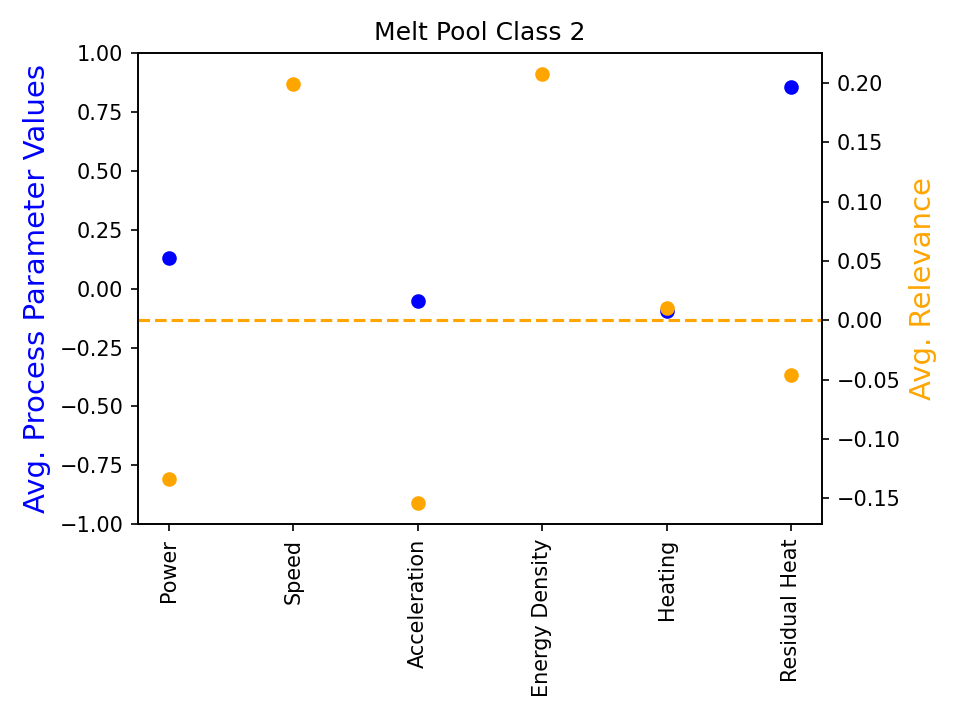 Melt Pool Class 2
Avg. Process Parameter Values
1.00
0.75
0.50
0.25
0.00
−0.25
−0.50
−0.75
−1.00
0.20
0.15
0.10
0.05
0.00
−0.05
−0.10
−0.15
Avg. Relevance
Power
Speed
Acceleration
Energy Density
Heating
Residual Heat